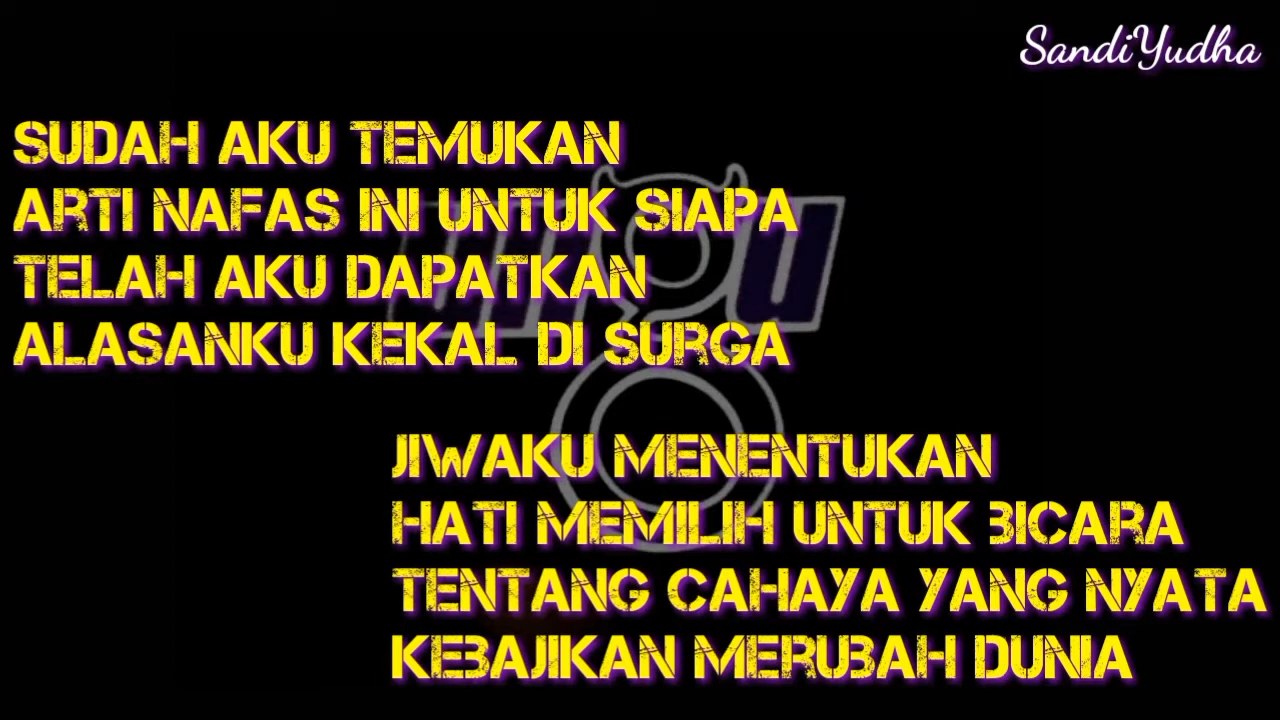 SandiYudha
SUDAH AKU TEMUKAN
ARTI NAFAS INI UNTUK SIAPA
TELAH AKU DAPATKAN
ALASANKU KEKAL DI SURGA
ungu
JIWAKU MENENTUKAN
HATI MEMILIH UNTUK BICARA
TENTANG CAHAYA YANG NYATA
KEBAJIKAN MERUBAH DUNIA